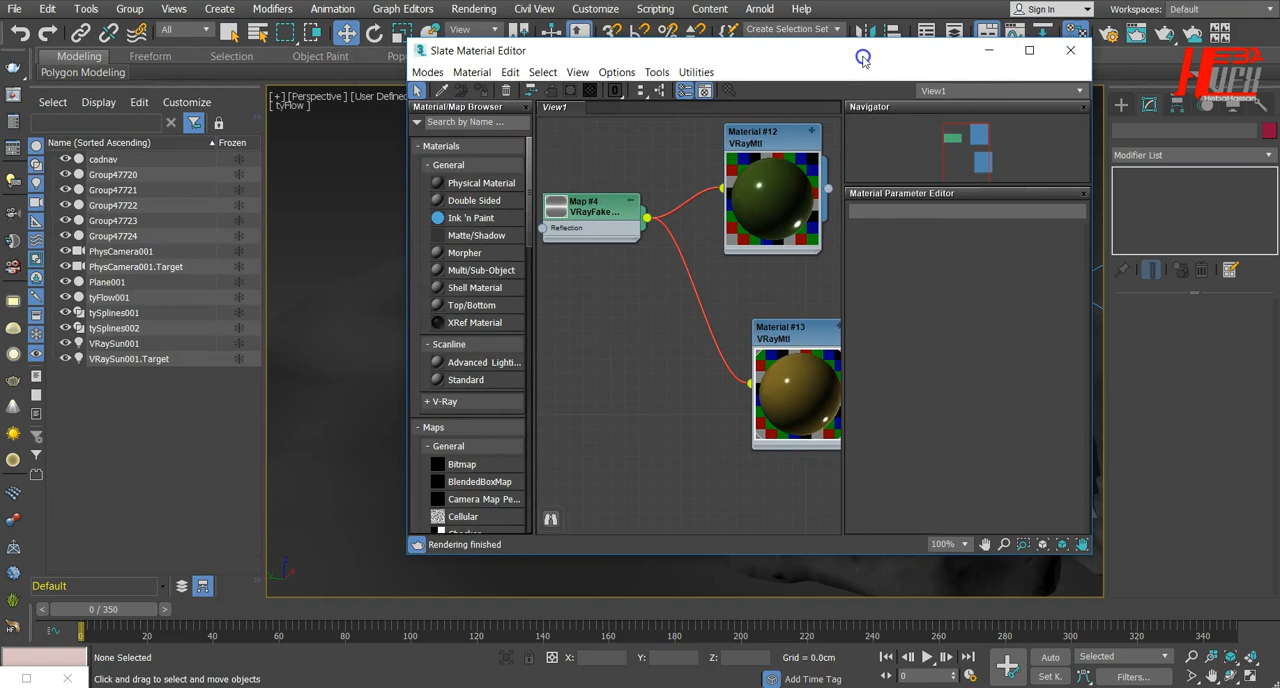 File Edit Tools Group Views Create Modifiers Animation Graph Editors Rendering Civil View Customize Scripting Content Arnold Help Sign In Workspaces: Default
All Create Selection Set
Modeling Freeform Selection Object Paint
Polygon Modeling
HEBA
HVFX
HebaHassan
Select Display Edit Customize
Name (Sorted Ascending) Frozen
cadnav
Group47720
Group47721
Group47722
Group47723
Group47724
PhysCamera001
PhysCamera001.Target
Plane001
tyFlow001
tySplines001
tySplines002
VRaySun001
VRaySun001.Target
Default
[ + ] [Perspective ] [User Defined
[ tyFlow ]
Slate Material Editor
Modes Material Edit Select View Options Tools Utilities
View1
Material/Map Browser
Search by Name ...
- Materials
- General
Physical Material
Double Sided
Ink 'n Paint
Matte/Shadow
Morpher
Multi/Sub-Object
Shell Material
Top/Bottom
XRef Material
- Scanline
Advanced Lighti...
Standard
+ V-Ray
- Maps
- General
Bitmap
BlendedBoxMap
Camera Map Pe...
Cellular
View1
Map #4
VRayFake...
Reflection
Material #12
VRayMtl
Material #13
VRayMtl
Navigator
Material Parameter Editor
Rendering finished
100%
Modifier List
0 / 350
0 20 40 60 80 100 120 140 160 180 200 220 240 260 280 300 320 340
None Selected
Click and drag to select and move objects
X: Y: Z: Grid = 0.0cm
Add Time Tag
0
Auto Selected
Set K. Filters...